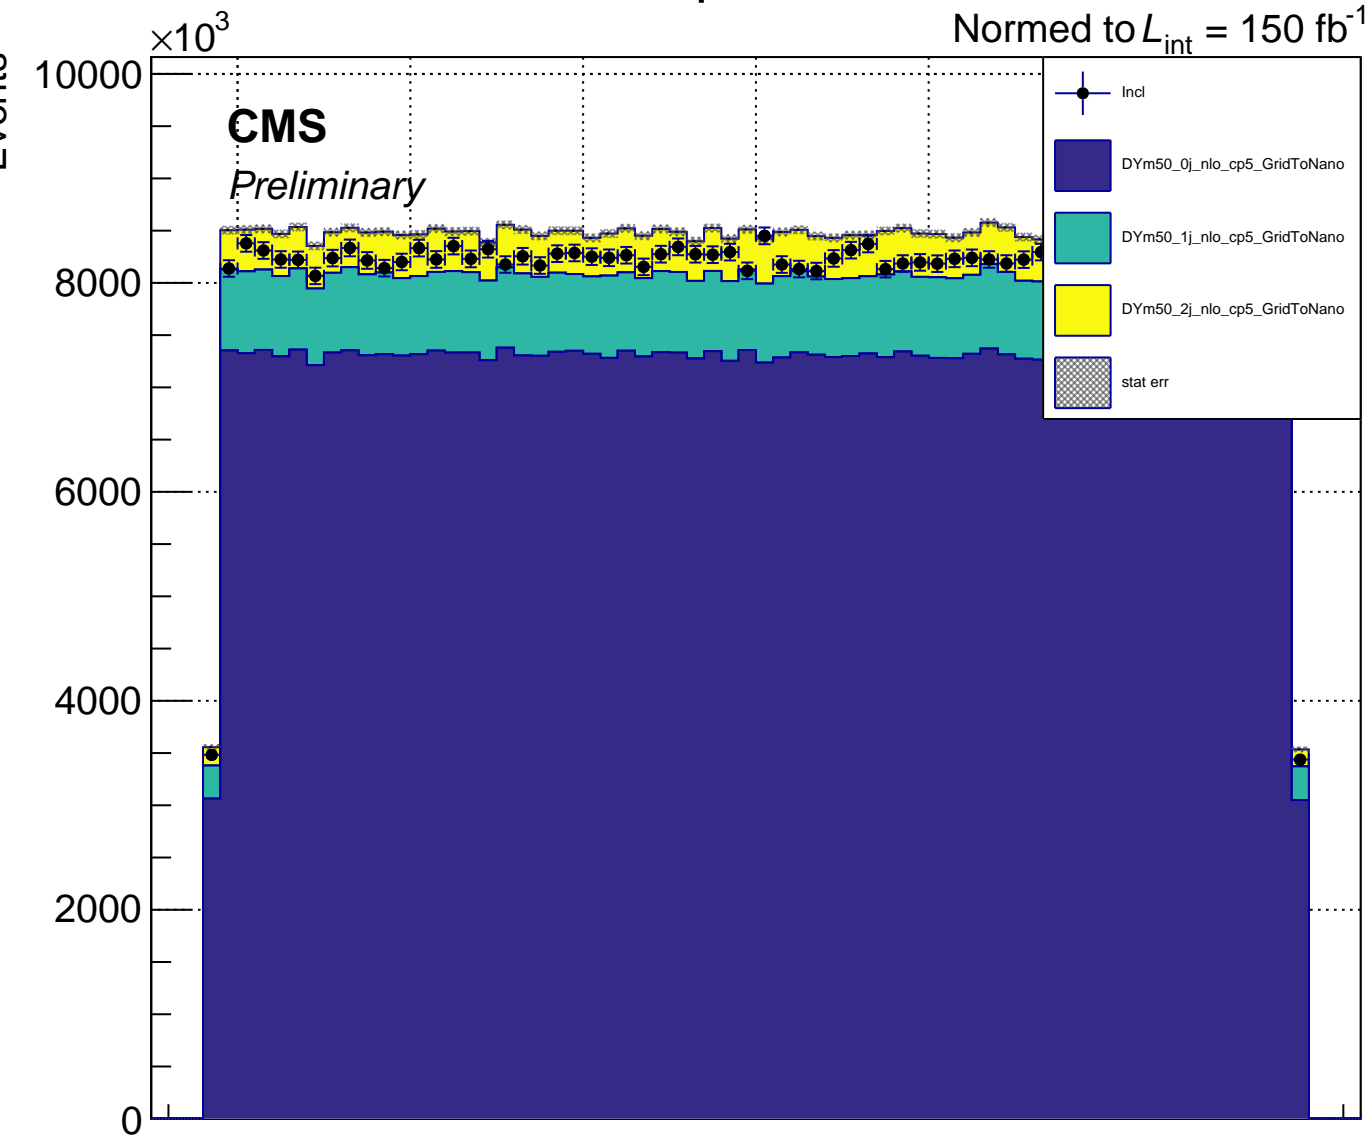 ×10³
Normed to L_int = 150 fb⁻¹
Events
10000
CMS
Preliminary
8000
6000
4000
2000
0
Incl
DYm50_0j_nlo_cp5_GridToNano
DYm50_1j_nlo_cp5_GridToNano
DYm50_2j_nlo_cp5_GridToNano
stat err